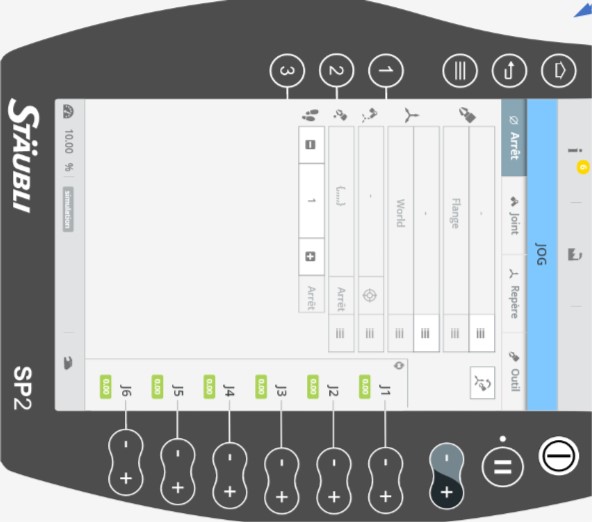 i 6
JOG
Arrêt Joint Repère Outil
-
Flange
-
World
1
-
J1
- +
0.00
2
{,,,,,} Arrêt
J2
- +
0.00
3
- 1 + Arrêt
J3
- +
0.00
J4
- +
0.00
J5
- +
0.00
J6
- +
0.00
- +
10.00 % simulation
STÄUBLI SP2